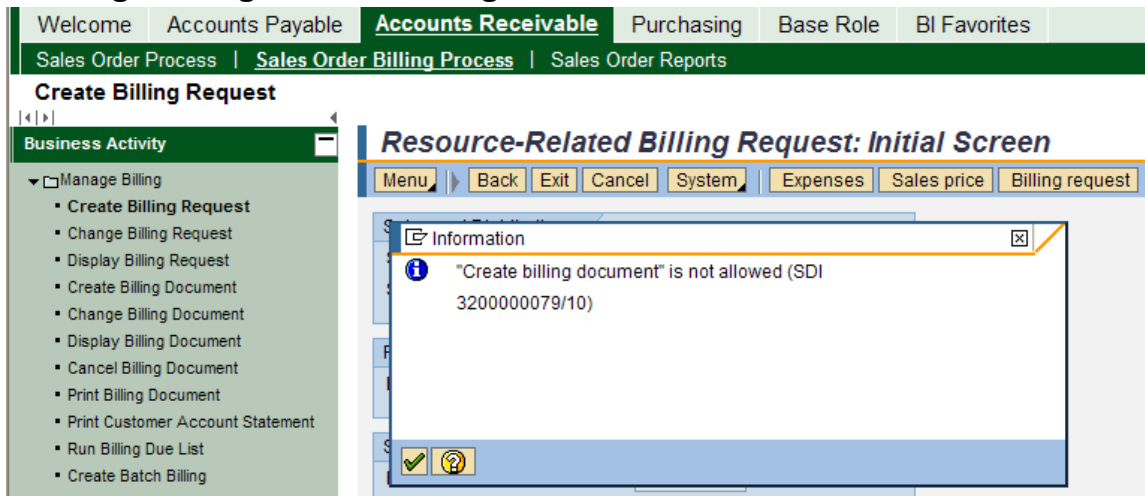 Welcome Accounts Payable Accounts Receivable Purchasing Base Role BI Favorites
Sales Order Process | Sales Order Billing Process | Sales Order Reports
Create Billing Request
Business Activity
Manage Billing
Create Billing Request
Change Billing Request
Display Billing Request
Create Billing Document
Change Billing Document
Display Billing Document
Cancel Billing Document
Print Billing Document
Print Customer Account Statement
Run Billing Due List
Create Batch Billing
Resource-Related Billing Request: Initial Screen
Menu Back Exit Cancel System Expenses Sales price Billing request
Information
"Create billing document" is not allowed (SDI
3200000079/10)